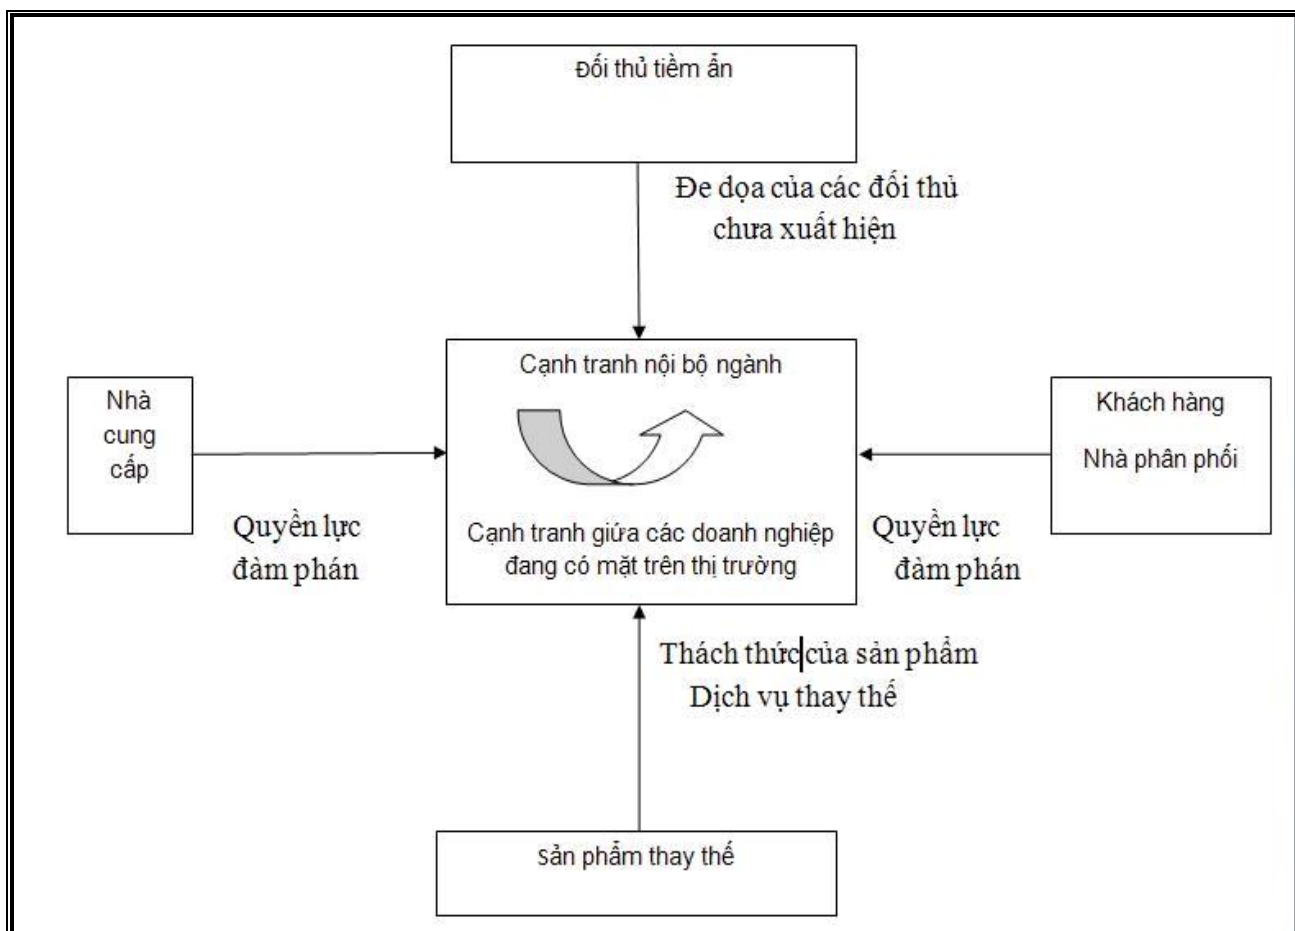 Đối thủ tiềm ẩn
Đe dọa của các đối thủ
chưa xuất hiện
Cạnh tranh nội bộ ngành
Nhà
cung
cấp
Khách hàng
Nhà phân phối
Quyền lực
đàm phán
Cạnh tranh giữa các doanh nghiệp
đang có mặt trên thị trường
Quyền lực
đàm phán
Thách thức của sản phẩm
Dịch vụ thay thế
Sản phẩm thay thế